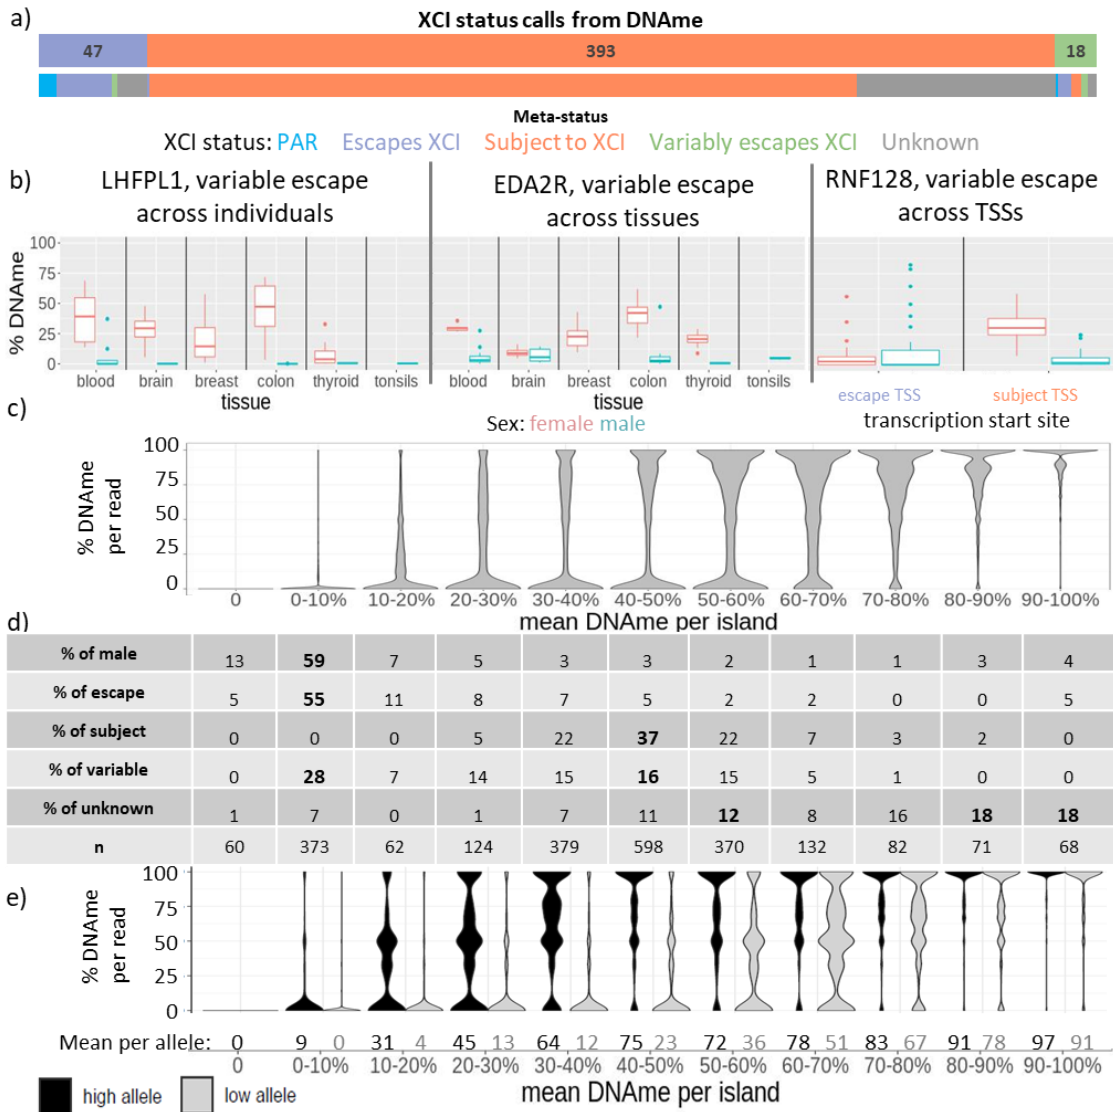 a)
XCI status calls from DNAme
47 393 18
Meta-status
XCI status: PAR Escapes XCI Subject to XCI Variably escapes XCI Unknown
b)
LHFPL1, variable escape
across individuals
EDA2R, variable escape
across tissues
RNF128, variable escape
across TSSs
% DNAme
100
75
50
25
0
blood brain breast colon thyroid tonsils
tissue
blood brain breast colon thyroid tonsils
tissue
escape TSS subject TSS
transcription start site
Sex: female male
c)
% DNAme
per read
100
75
50
25
0
0 0-10% 10-20% 20-30% 30-40% 40-50% 50-60% 60-70% 70-80% 80-90% 90-100%
mean DNAme per island
d)
% of male 13 59 7 5 3 3 2 1 1 3 4
% of escape 5 55 11 8 7 5 2 2 0 0 5
% of subject 0 0 0 5 22 37 22 7 3 2 0
% of variable 0 28 7 14 15 16 15 5 1 0 0
% of unknown 1 7 0 1 7 11 12 8 16 18 18
n 60 373 62 124 379 598 370 132 82 71 68
e)
% DNAme
per read
100
75
50
25
0
Mean per allele: 0 9 0 31 4 45 13 64 12 75 23 72 36 78 51 83 67 91 78 97 91
0 0-10% 10-20% 20-30% 30-40% 40-50% 50-60% 60-70% 70-80% 80-90% 90-100%
mean DNAme per island
high allele low allele